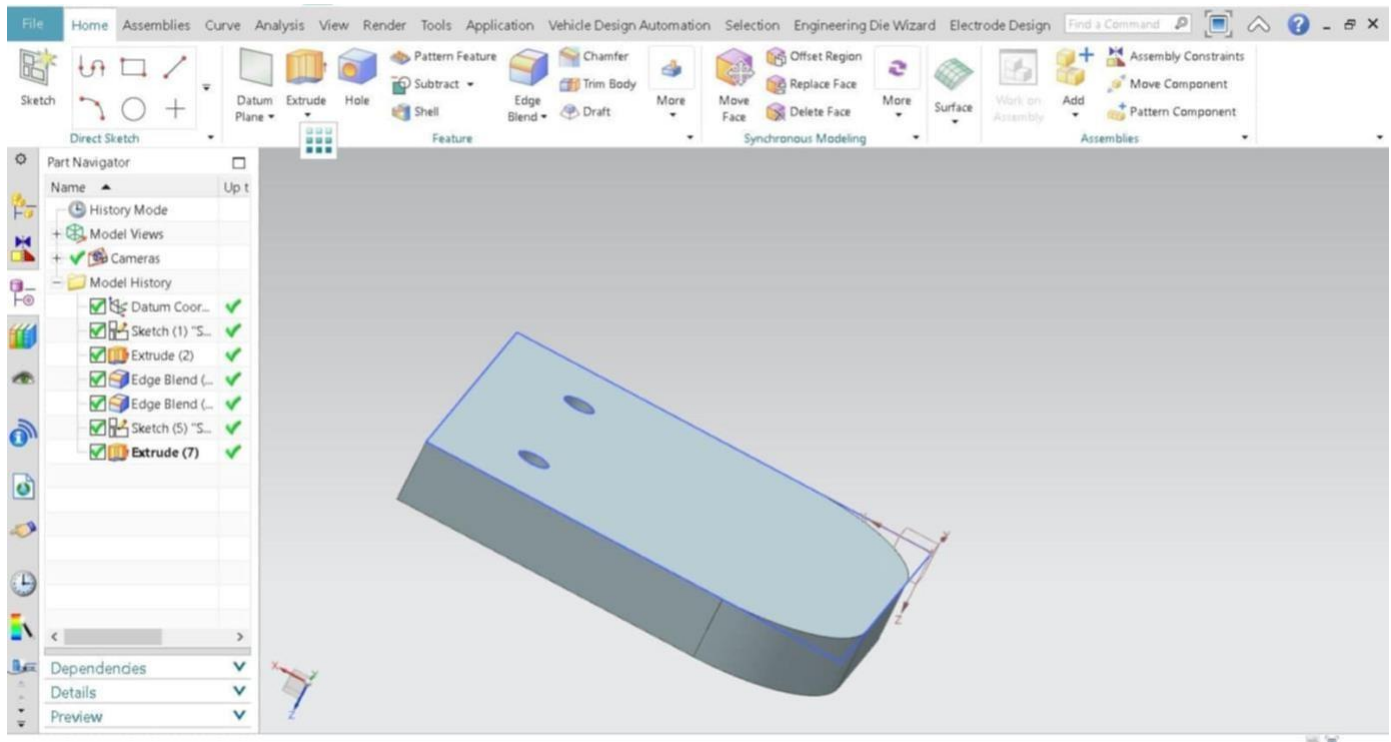 File Home Assemblies Curve Analysis View Render Tools Application Vehicle Design Automation Selection Engineering Die Wizard Electrode Design Find a Command
Sketch
Direct Sketch
Datum Plane
Extrude
Hole
Pattern Feature
Subtract
Shell
Edge Blend
Chamfer
Trim Body
Draft
More
Feature
Move Face
Offset Region
Replace Face
Delete Face
More
Synchronous Modeling
Surface
Work on Assembly
Add
Assembly Constraints
Move Component
Pattern Component
Assemblies
Part Navigator
Name Up t
History Mode
Model Views
Cameras
Model History
Datum Coor...
Sketch (1) "S...
Extrude (2)
Edge Blend (...
Edge Blend (...
Sketch (5) "S...
Extrude (7)
Dependencies
Details
Preview
X Y
Z
Z